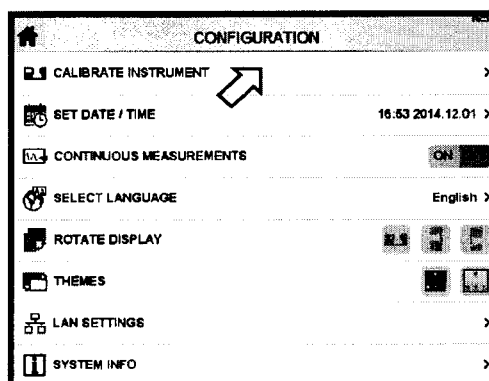 CONFIGURATION
CALIBRATE INSTRUMENT >
SET DATE / TIME 16:53 2014.12.01 >
CONTINUOUS MEASUREMENTS ON
SELECT LANGUAGE English >
ROTATE DISPLAY
THEMES
LAN SETTINGS >
SYSTEM INFO >